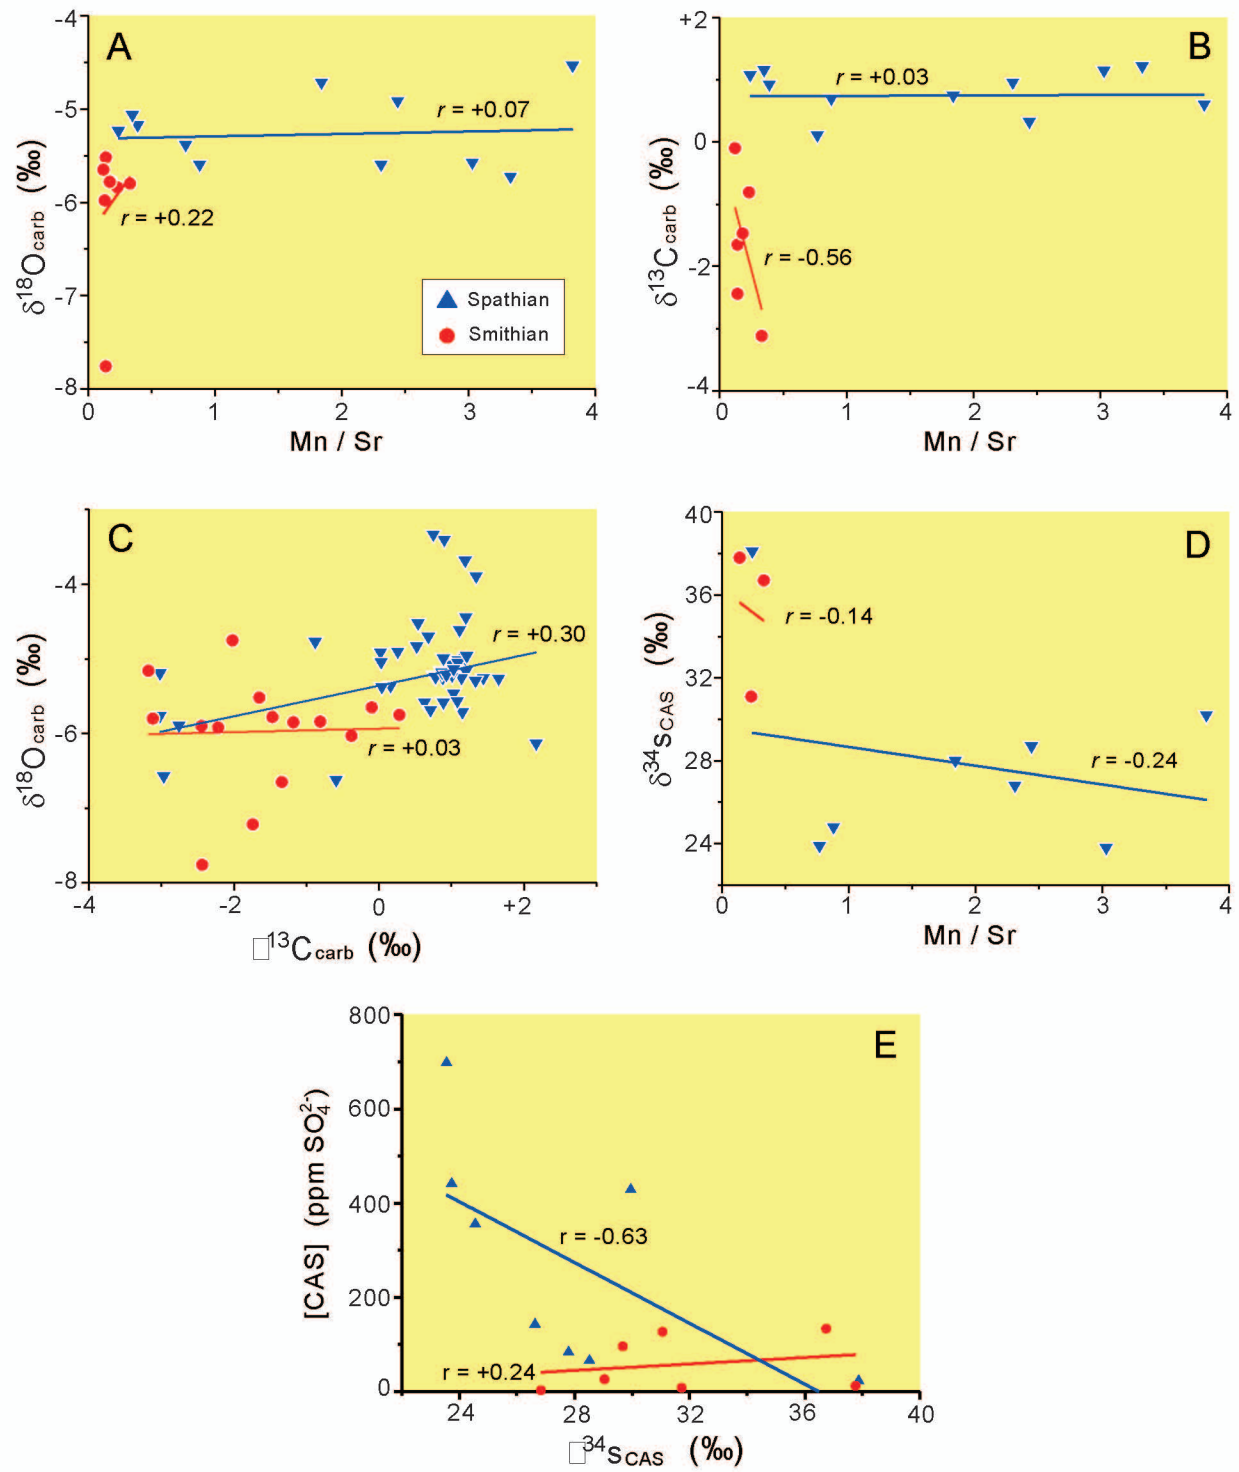 A
-4
-5
-6
-7
-8
δ18Ocarb (‰)
r = +0.07
r = +0.22
Spathian
Smithian
0 1 2 3 4
Mn / Sr
B
+2
0
-2
-4
δ13Ccarb (‰)
r = +0.03
r = -0.56
0 1 2 3 4
Mn / Sr
C
-4
-6
-8
δ18Ocarb (‰)
r = +0.30
r = +0.03
-4 -2 0 +2
□13Ccarb (‰)
D
40
36
32
28
24
δ34SCAS (‰)
r = -0.14
r = -0.24
0 1 2 3 4
Mn / Sr
E
800
600
400
200
0
[CAS] (ppm SO42-)
r = -0.63
r = +0.24
24 28 32 36 40
□34SCAS (‰)